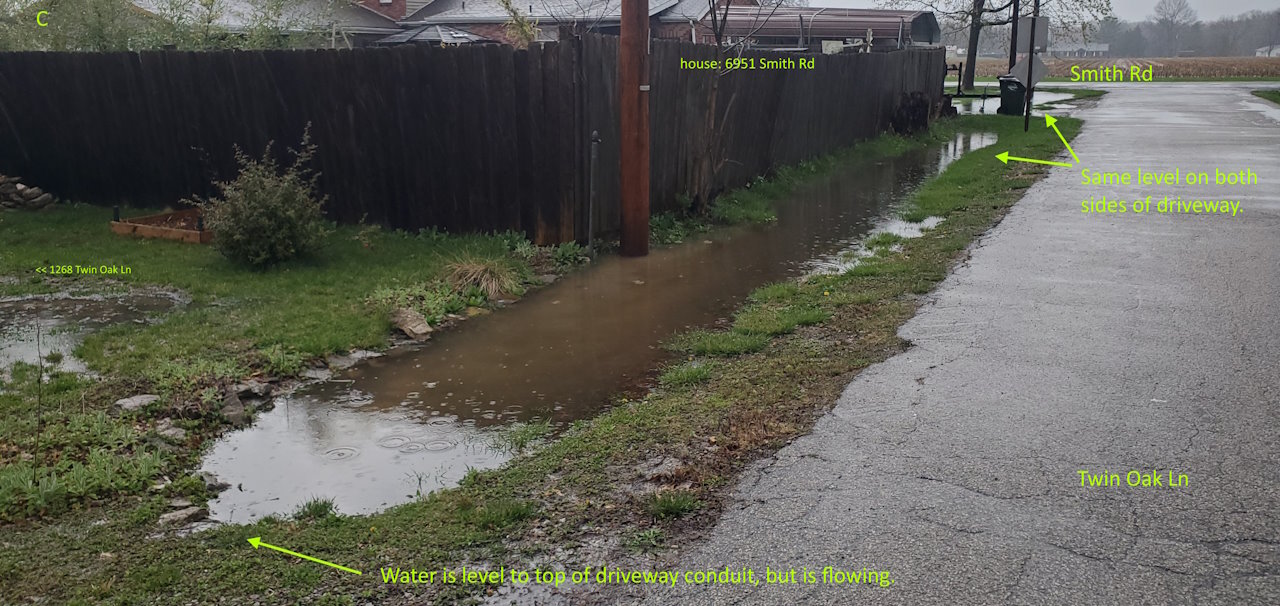 C
house: 6951 Smith Rd
Smith Rd
Same level on both
sides of driveway.
<< 1268 Twin Oak Ln
Twin Oak Ln
Water is level to top of driveway conduit, but is flowing.